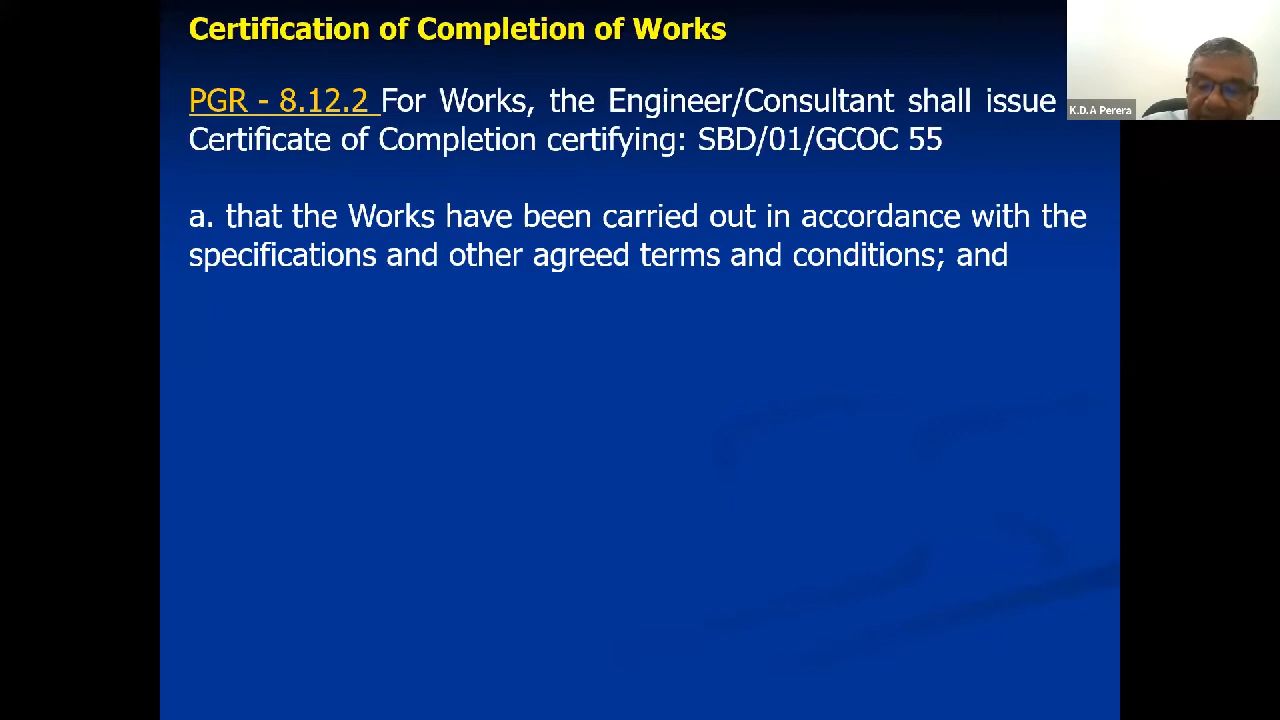 Certification of Completion of Works
PGR - 8.12.2 For Works, the Engineer/Consultant shall issue
Certificate of Completion certifying: SBD/01/GCOC 55
a. that the Works have been carried out in accordance with the
specifications and other agreed terms and conditions; and
K.D.A Perera